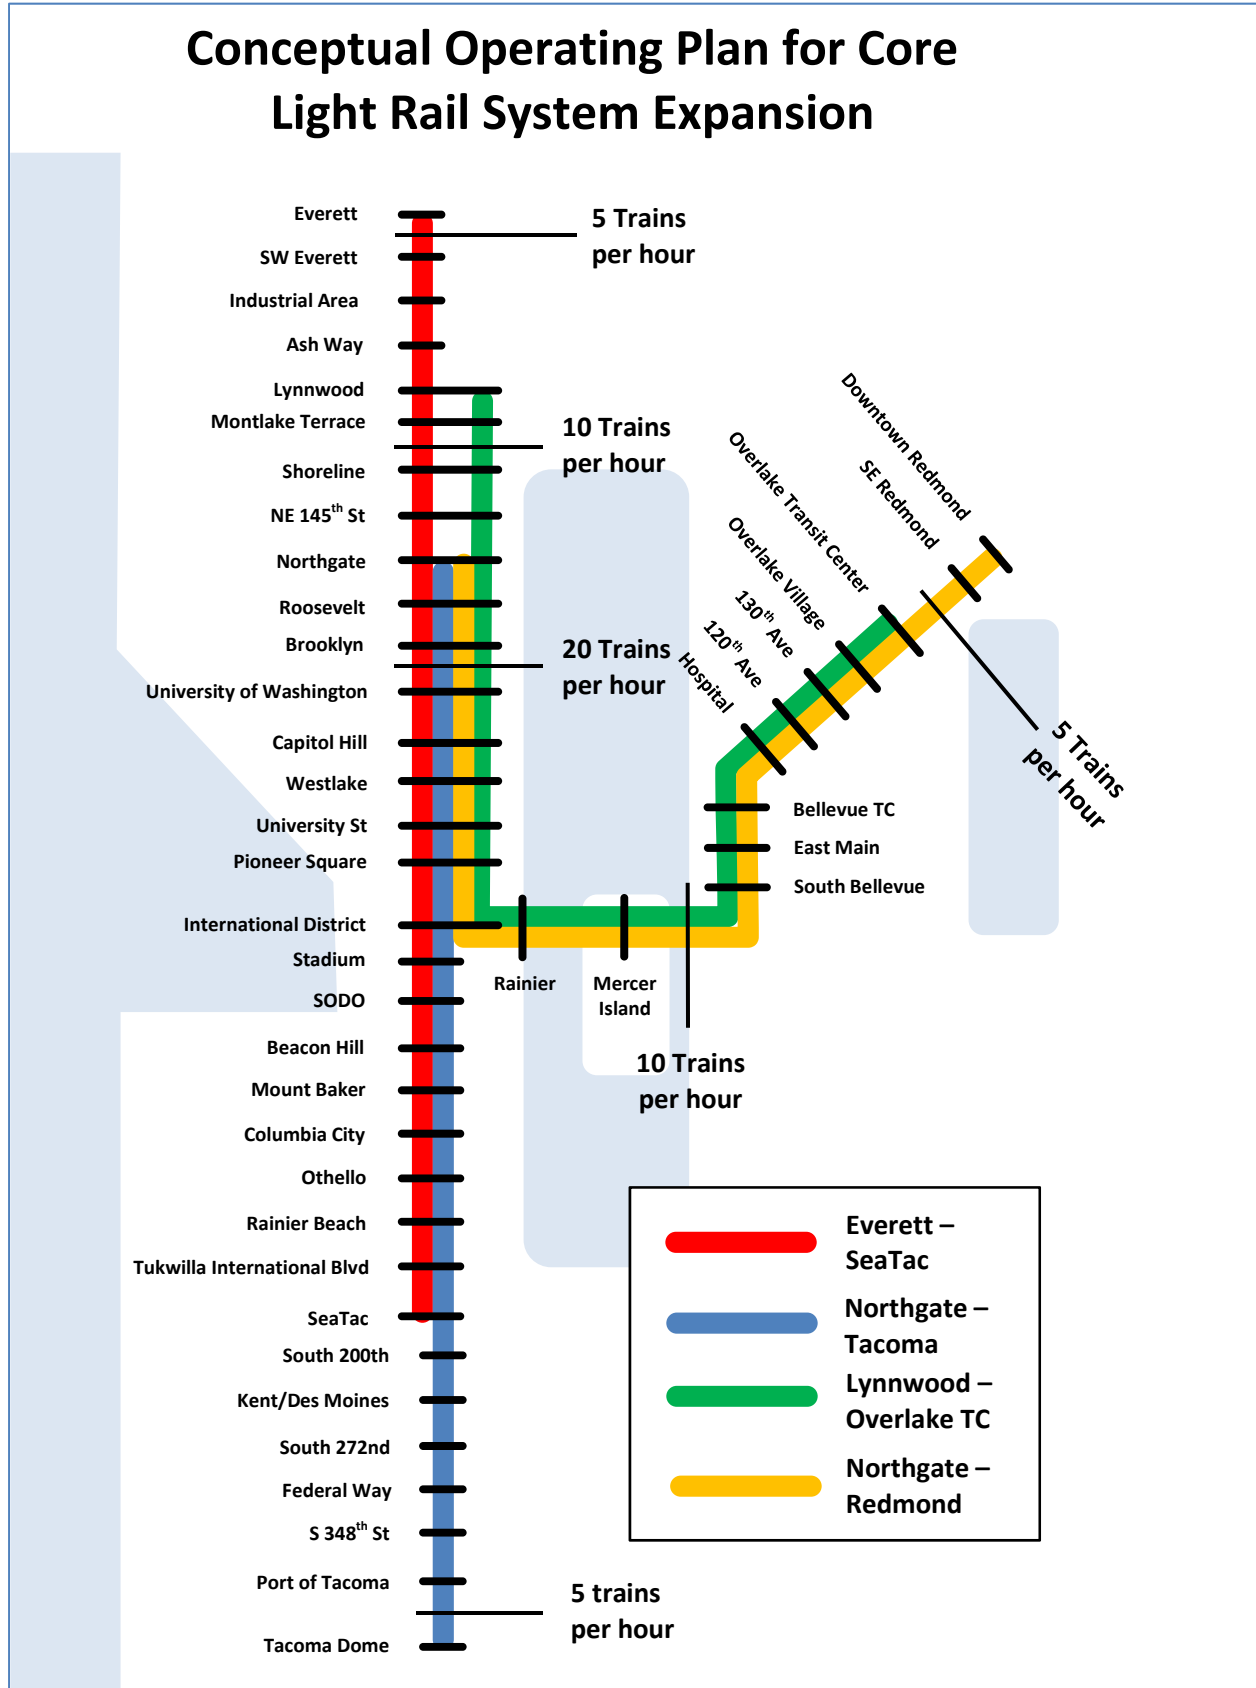 Conceptual Operating Plan for Core
Light Rail System Expansion
Everett
5 Trains
per hour
SW Everett
Industrial Area
Ash Way
Lynnwood
Montlake Terrace
10 Trains
per hour
Shoreline
NE 145th St
Northgate
Roosevelt
Brooklyn
20 Trains
per hour
University of Washington
Capitol Hill
Westlake
University St
Pioneer Square
International District
Stadium
SODO
Beacon Hill
Mount Baker
Columbia City
Othello
Rainier Beach
Tukwilla International Blvd
SeaTac
South 200th
Kent/Des Moines
South 272nd
Federal Way
S 348th St
Port of Tacoma
5 trains
per hour
Tacoma Dome
Rainier
Mercer
Island
10 Trains
per hour
South Bellevue
East Main
Bellevue TC
Hospital
120th Ave
130th Ave
Overlake Village
Overlake Transit Center
SE Redmond
Downtown Redmond
5 Trains
per hour
Everett –
SeaTac
Northgate –
Tacoma
Lynnwood –
Overlake TC
Northgate –
Redmond